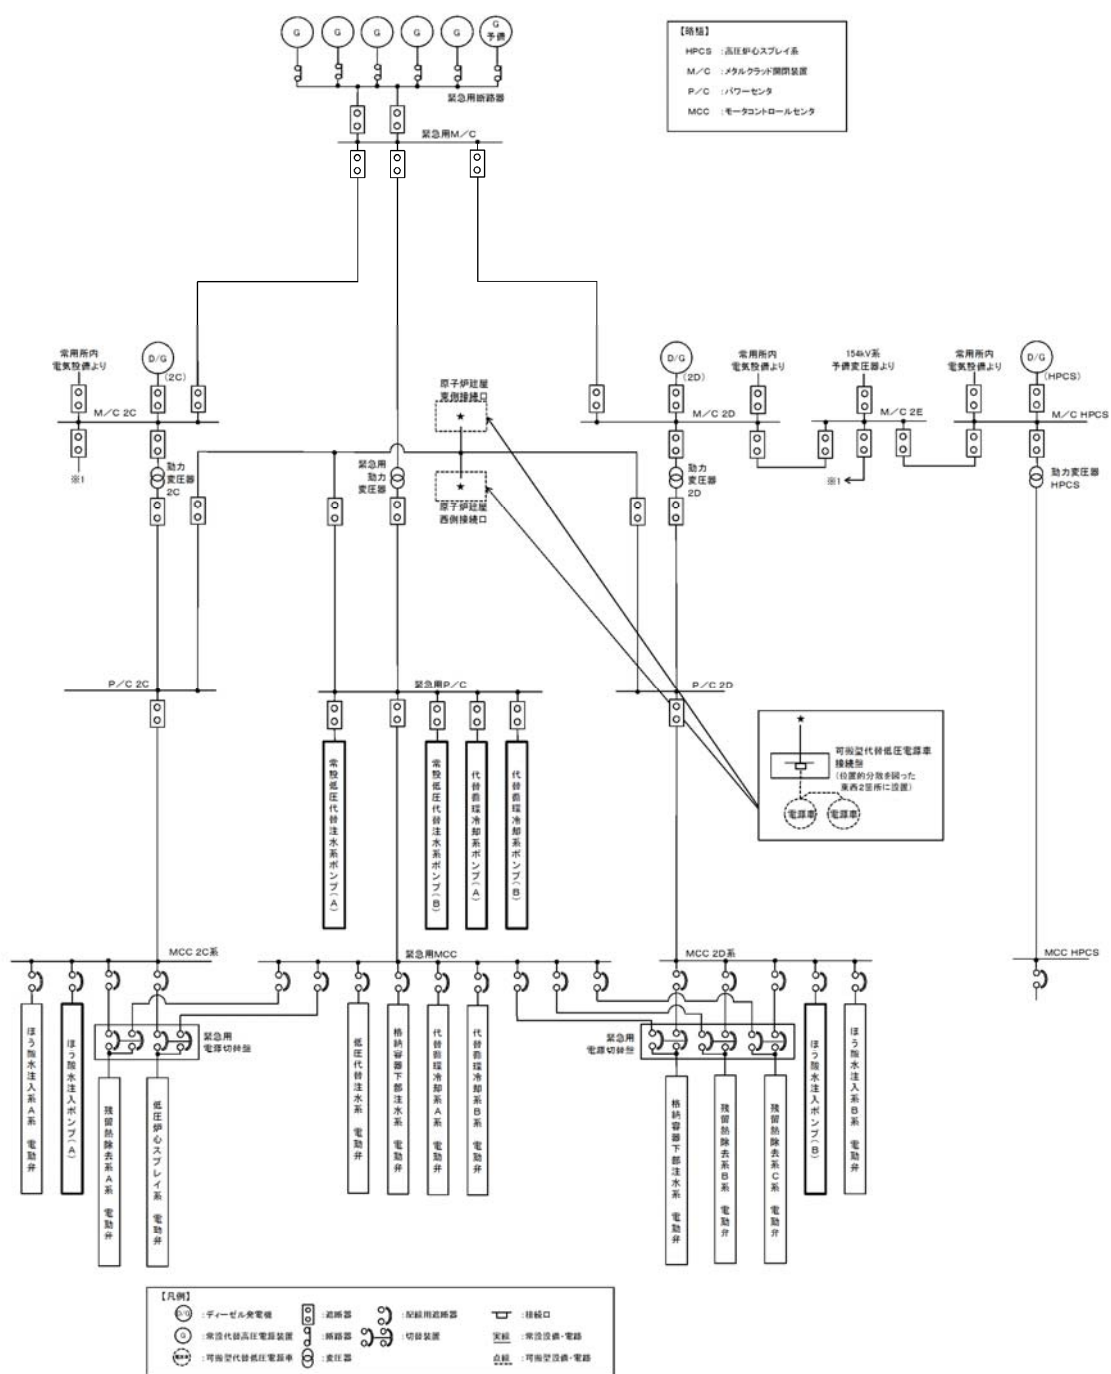 G
G
G
G
G
G
予備
緊急用断路器
緊急用M/C
【略語】
HPCS :高圧炉心スプレイ系
M/C :メタルクラッド開閉装置
P/C :パワーセンタ
MCC :モータコントロールセンタ
常用所内
電気設備より
D/G
(2C)
M/C 2C
※1
動力
変圧器
2C
原子炉建屋
東側接続口
★
緊急用
動力
変圧器
★
原子炉建屋
西側接続口
D/G
(2D)
常用所内
電気設備より
M/C 2D
動力
変圧器
2D
154kV系
予備変圧器より
M/C 2E
※1
常用所内
電気設備より
D/G
(HPCS)
M/C HPCS
動力変圧器
HPCS
P/C 2C
緊急用P/C
P/C 2D
常設低圧代替注水系ポンプ(A)
常設低圧代替注水系ポンプ(B)
代替循環冷却系ポンプ(A)
代替循環冷却系ポンプ(B)
★
可搬型代替低圧電源車
接続盤
(位置的分散を図った
東西2箇所に設置)
電源車
電源車
MCC 2C系
緊急用MCC
MCC 2D系
MCC HPCS
緊急用
電源切替盤
緊急用
電源切替盤
ほう酸水注入系A系 電動弁
ほう酸水注入ポンプ(A)
残留熱除去系A系 電動弁
低圧炉心スプレイ系 電動弁
低圧代替注水系 電動弁
格納容器下部注水系 電動弁
代替循環冷却系A系 電動弁
代替循環冷却系B系 電動弁
格納容器下部注水系 電動弁
残留熱除去系B系 電動弁
残留熱除去系C系 電動弁
ほう酸水注入ポンプ(B)
ほう酸水注入系B系 電動弁
【凡例】
D/G :ディーゼル発電機
:遮断器
:配線用遮断器
:接続口
G :常設代替高圧電源装置
:断路器
:切替装置
実線 :常設設備・電路
電源車 :可搬型代替低圧電源車
:変圧器
点線 :可搬型設備・電路